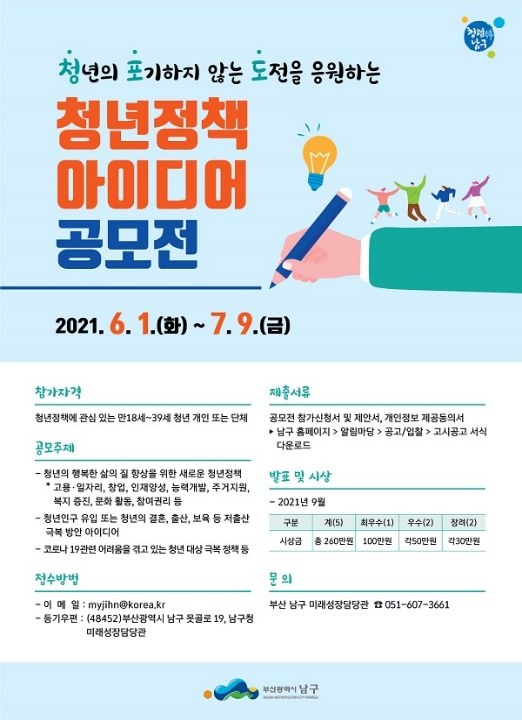 청렴
남구
청년의 포기하지 않는 도전을 응원하는
청년정책
아이디어
공모전
2021. 6. 1.(화) ~ 7. 9.(금)
참가자격
청년정책에 관심 있는 만18세~39세 청년 개인 또는 단체
공모주제
- 청년의 행복한 삶의 질 향상을 위한 새로운 청년정책
* 고용·일자리, 창업, 인재양성, 능력개발, 주거지원,
복지 증진, 문화 활동, 참여권리 등
- 청년인구 유입 또는 청년의 결혼, 출산, 보육 등 저출산
극복 방안 아이디어
- 코로나 19관련 어려움을 겪고 있는 청년 대상 극복 정책 등
접수방법
- 이 메 일 : myjihn@korea.kr
- 등기우편 : (48452)부산광역시 남구 못골로 19, 남구청
미래성장담당관
제출서류
공모전 참가신청서 및 제안서, 개인정보 제공동의서
▶ 남구 홈페이지 > 알림마당 > 공고/입찰 > 고시공고 서식
다운로드
발표 및 시상
- 2021년 9월
구분 계(5) 최우수(1) 우수(2) 장려(2)
시상금 총 260만원 100만원 각50만원 각30만원
문 의
부산 남구 미래성장담당관 ☎ 051-607-3661
부산광역시 남구
BUSAN METROPOLITAN CITY NAMGU